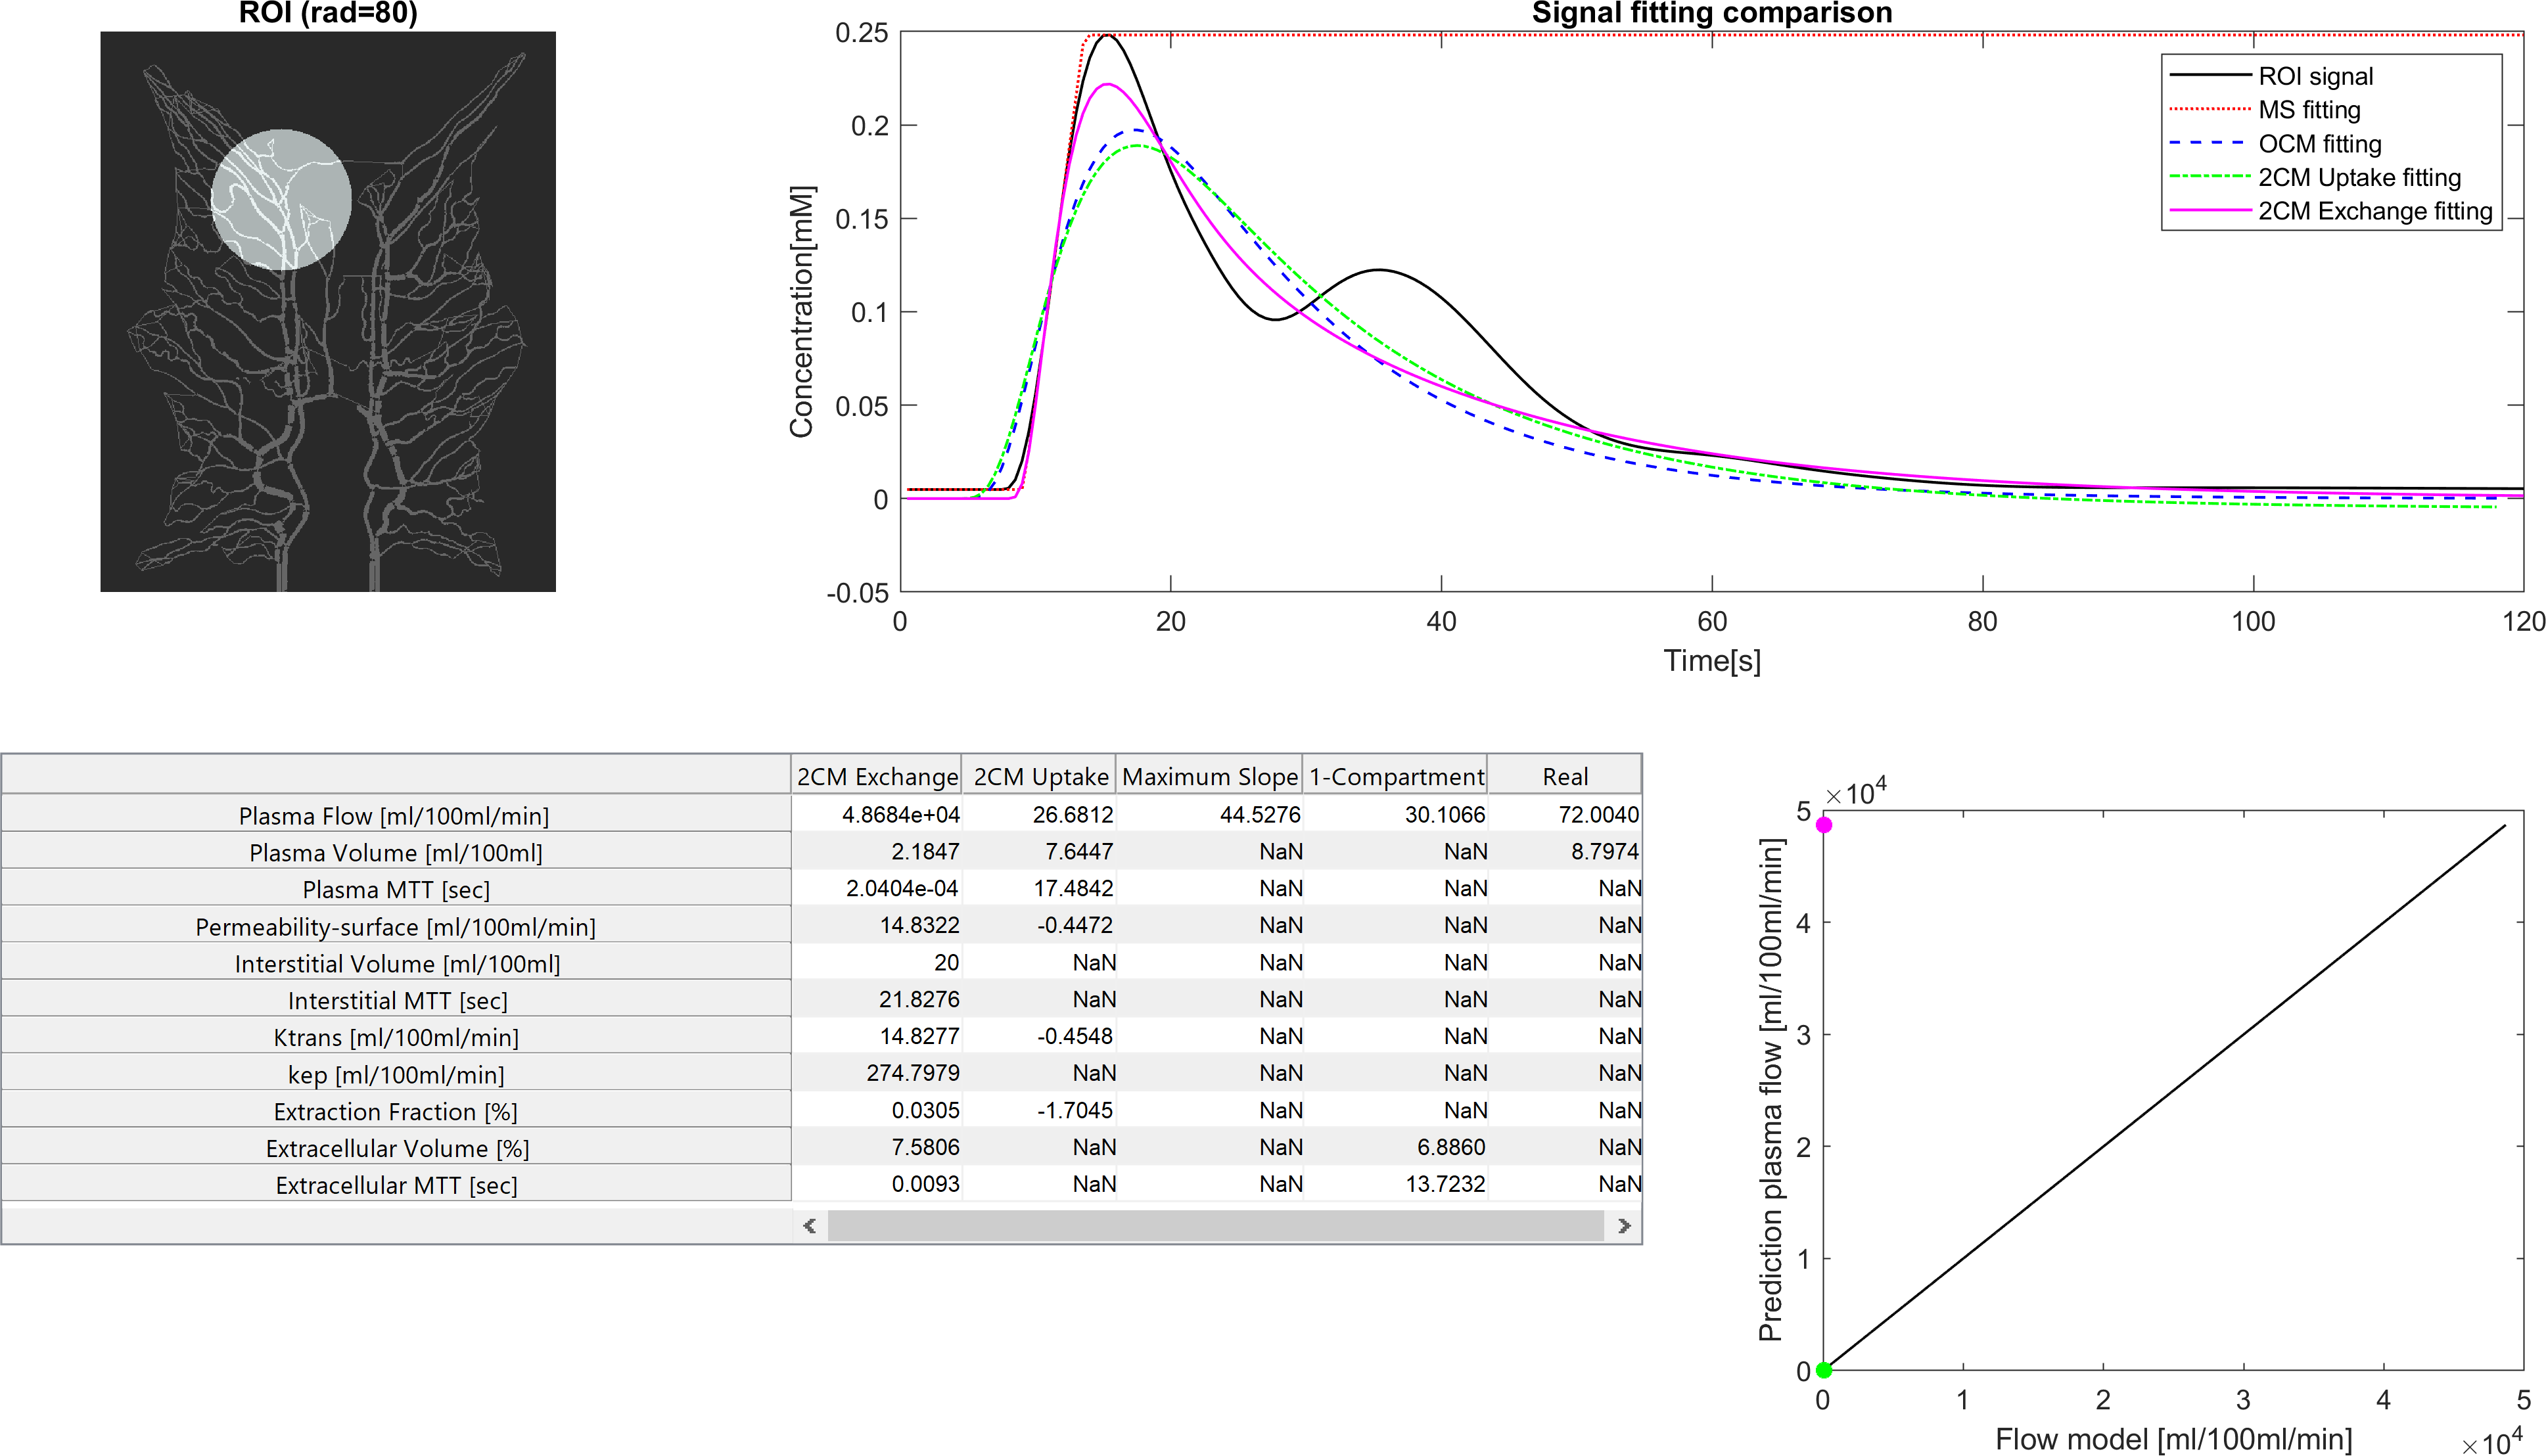 ROI (rad=80)
Signal fitting comparison
0.25
0.2
0.15
0.1
0.05
0
-0.05
Concentration[mM]
0 20 40 60 80 100 120
Time[s]
ROI signal
MS fitting
OCM fitting
2CM Uptake fitting
2CM Exchange fitting
2CM Exchange 2CM Uptake Maximum Slope 1-Compartment Real
Plasma Flow [ml/100ml/min] 4.8684e+04 26.6812 44.5276 30.1066 72.0040
Plasma Volume [ml/100ml] 2.1847 7.6447 NaN NaN 8.7974
Plasma MTT [sec] 2.0404e-04 17.4842 NaN NaN NaN
Permeability-surface [ml/100ml/min] 14.8322 -0.4472 NaN NaN NaN
Interstitial Volume [ml/100ml] 20 NaN NaN NaN NaN
Interstitial MTT [sec] 21.8276 NaN NaN NaN NaN
Ktrans [ml/100ml/min] 14.8277 -0.4548 NaN NaN NaN
kep [ml/100ml/min] 274.7979 NaN NaN NaN NaN
Extraction Fraction [%] 0.0305 -1.7045 NaN NaN NaN
Extracellular Volume [%] 7.5806 NaN NaN 6.8860 NaN
Extracellular MTT [sec] 0.0093 NaN NaN 13.7232 NaN
×10⁴
5
4
3
2
1
0
Prediction plasma flow [ml/100ml/min]
0 1 2 3 4 5
Flow model [ml/100ml/min]
×10⁴